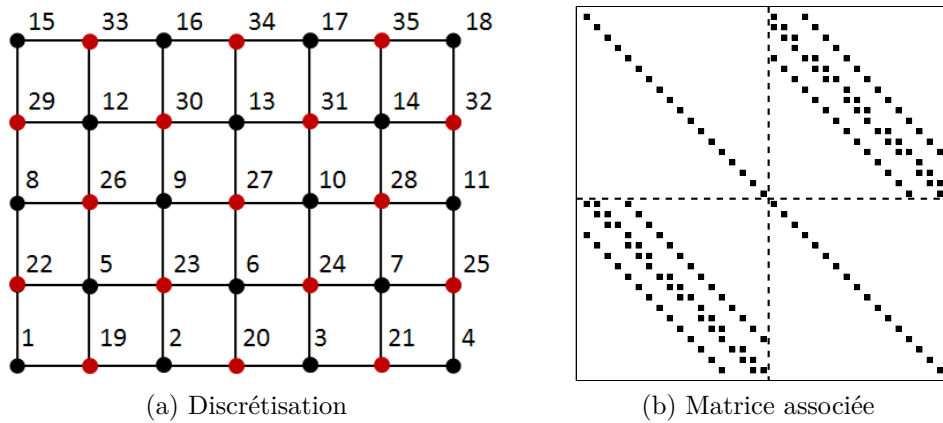 15 33 16 34 17 35 18
29 12 30 13 31 14 32
8 26 9 27 10 28 11
22 5 23 6 24 7 25
1 19 2 20 3 21 4
(a) Discrétisation
(b) Matrice associée